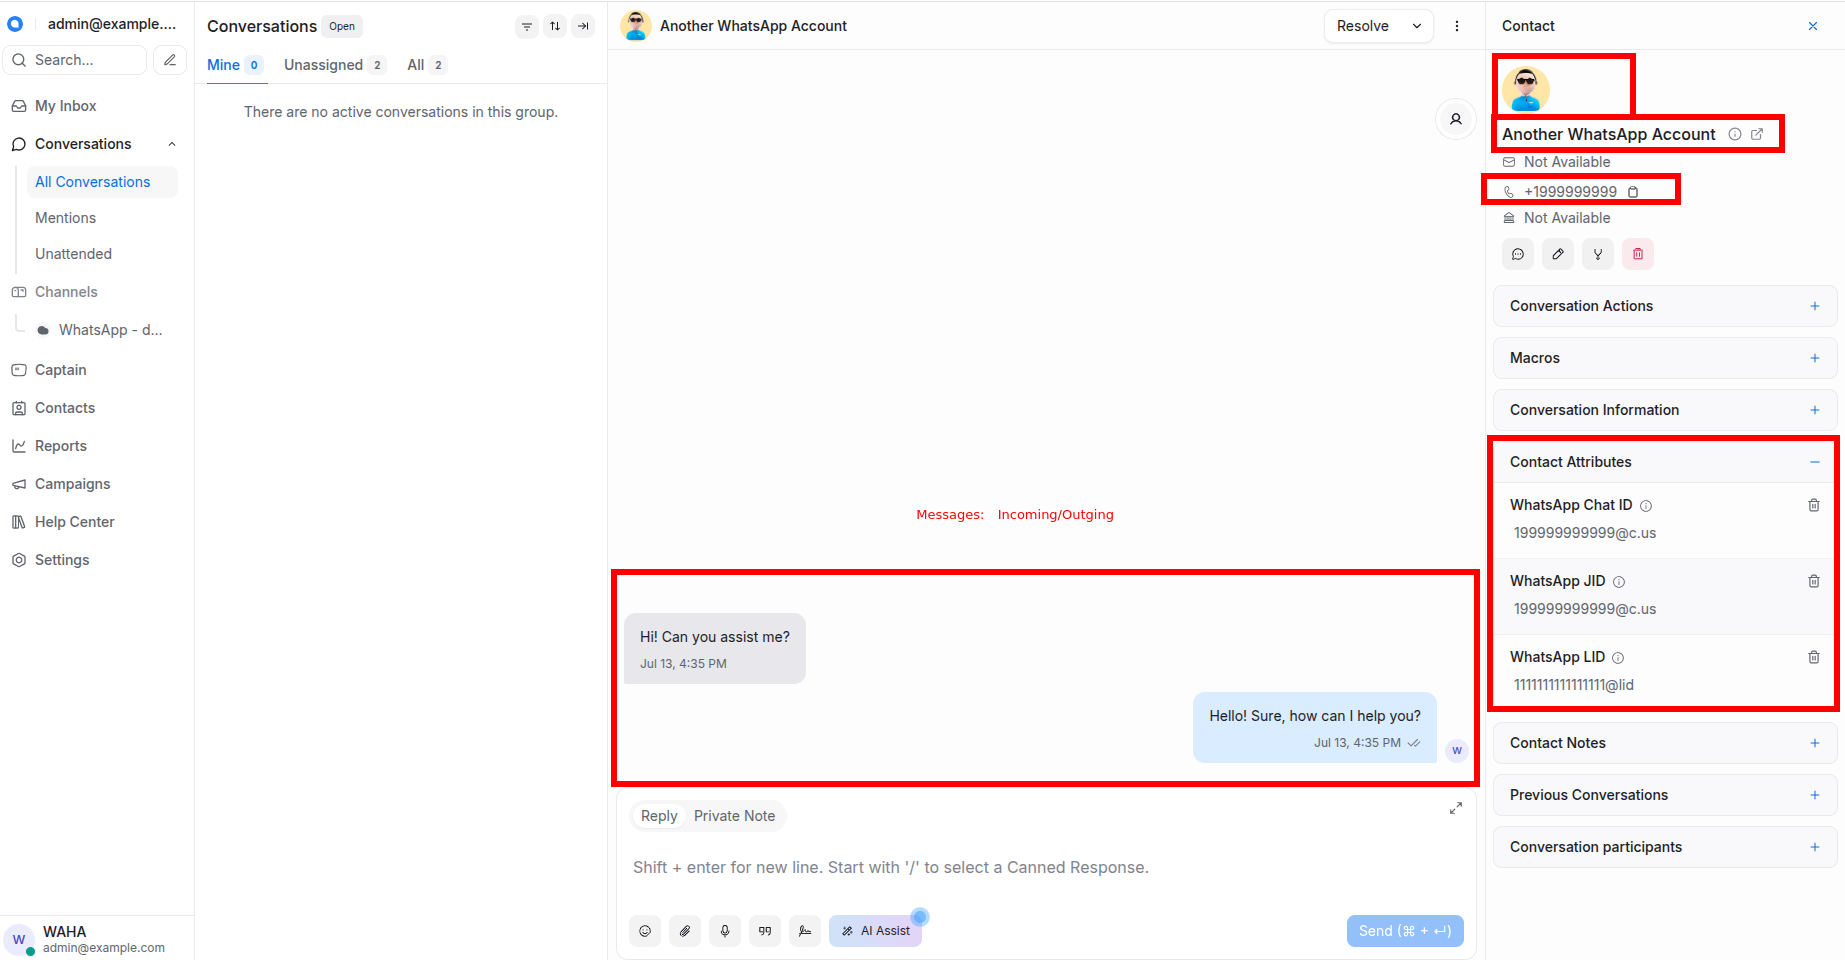 admin@example....
Search...
My Inbox
Conversations
All Conversations
Mentions
Unattended
Channels
WhatsApp - d...
Captain
Contacts
Reports
Campaigns
Help Center
Settings
W
WAHA
admin@example.com
Conversations Open
Mine 0 Unassigned 2 All 2
There are no active conversations in this group.
Another WhatsApp Account
Resolve
Messages: Incoming/Outging
Hi! Can you assist me?
Jul 13, 4:35 PM
Hello! Sure, how can I help you?
Jul 13, 4:35 PM
W
Reply Private Note
Shift + enter for new line. Start with '/' to select a Canned Response.
AI Assist
Send (⌘ + ↵)
Contact
Another WhatsApp Account
Not Available
+1999999999
Not Available
Conversation Actions
Macros
Conversation Information
Contact Attributes
WhatsApp Chat ID
199999999999@c.us
WhatsApp JID
199999999999@c.us
WhatsApp LID
1111111111111111@lid
Contact Notes
Previous Conversations
Conversation participants